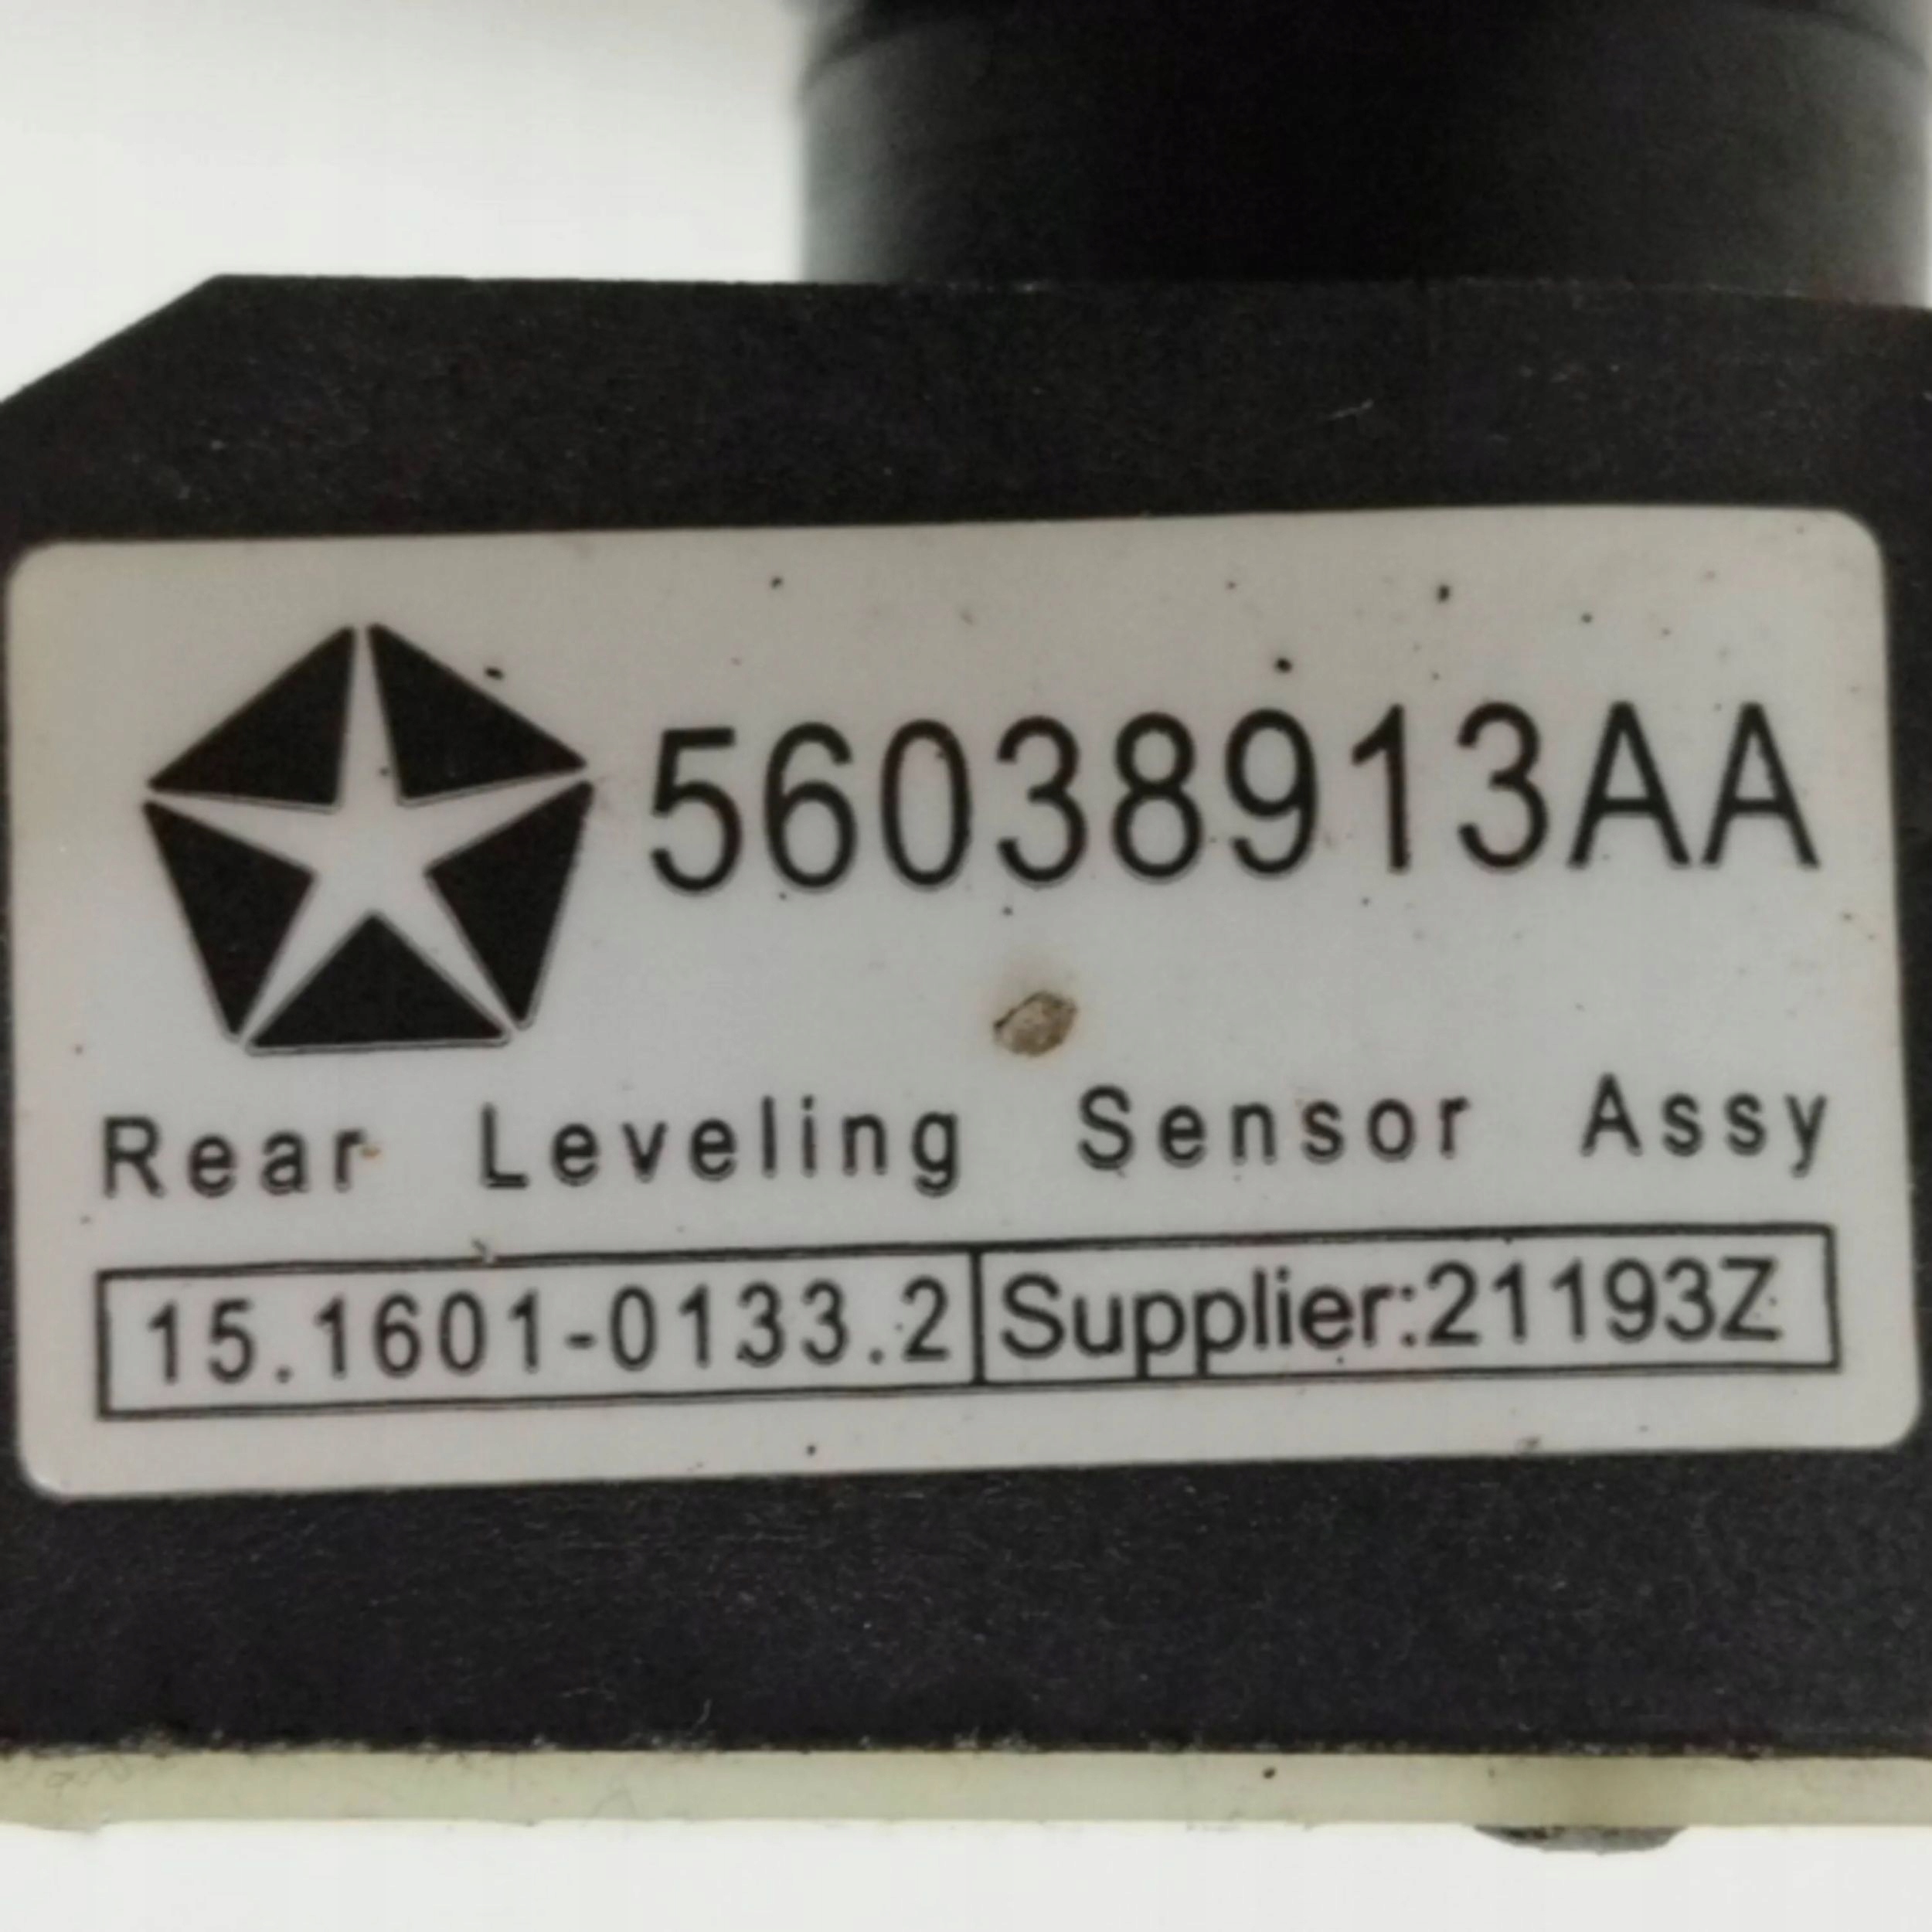 56038913AA
Rear Leveling Sensor Assy
15.1601-0133.2 Supplier:21193Z